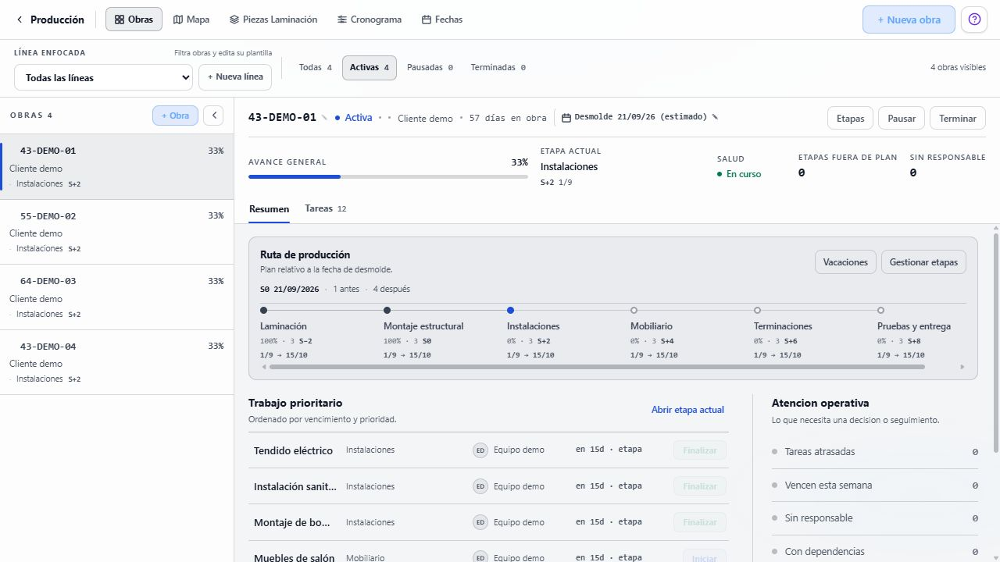 Producción
Obras
Mapa
Piezas Laminación
Cronograma
Fechas
+ Nueva obra
LÍNEA ENFOCADA
Filtra obras y edita su plantilla
Todas las líneas
+ Nueva línea
Todas 4
Activas 4
Pausadas 0
Terminadas 0
4 obras visibles
OBRAS 4
+ Obra
43-DEMO-01 33%
Cliente demo
· Instalaciones S+2
55-DEMO-02 33%
Cliente demo
· Instalaciones S+2
64-DEMO-03 33%
Cliente demo
· Instalaciones S+2
43-DEMO-04 33%
Cliente demo
· Instalaciones S+2
43-DEMO-01 • Activa • • Cliente demo • 57 días en obra Desmolde 21/09/26 (estimado)
Etapas
Pausar
Terminar
AVANCE GENERAL 33%
ETAPA ACTUAL
Instalaciones
S+2 1/9
SALUD
En curso
ETAPAS FUERA DE PLAN
0
SIN RESPONSABLE
0
Resumen
Tareas 12
Ruta de producción
Plan relativo a la fecha de desmolde.
Vacaciones
Gestionar etapas
S0 21/09/2026 · 1 antes · 4 después
Laminación
100% · 3 S−2
1/9 → 15/10
Montaje estructural
100% · 3 S0
1/9 → 15/10
Instalaciones
0% · 3 S+2
1/9 → 15/10
Mobiliario
0% · 3 S+4
1/9 → 15/10
Terminaciones
0% · 3 S+6
1/9 → 15/10
Pruebas y entrega
0% · 3 S+8
1/9 → 15/10
Trabajo prioritario
Ordenado por vencimiento y prioridad.
Abrir etapa actual
Tendido eléctrico Instalaciones ED Equipo demo en 15d · etapa Finalizar
Instalación sanit... Instalaciones ED Equipo demo en 15d · etapa Finalizar
Montaje de bo... Instalaciones ED Equipo demo en 15d · etapa Finalizar
Muebles de salón Mobiliario ED Equipo demo en 15d · etapa Iniciar
Atencion operativa
Lo que necesita una decision o seguimiento.
Tareas atrasadas 0
Vencen esta semana 0
Sin responsable 0
Con dependencias 0